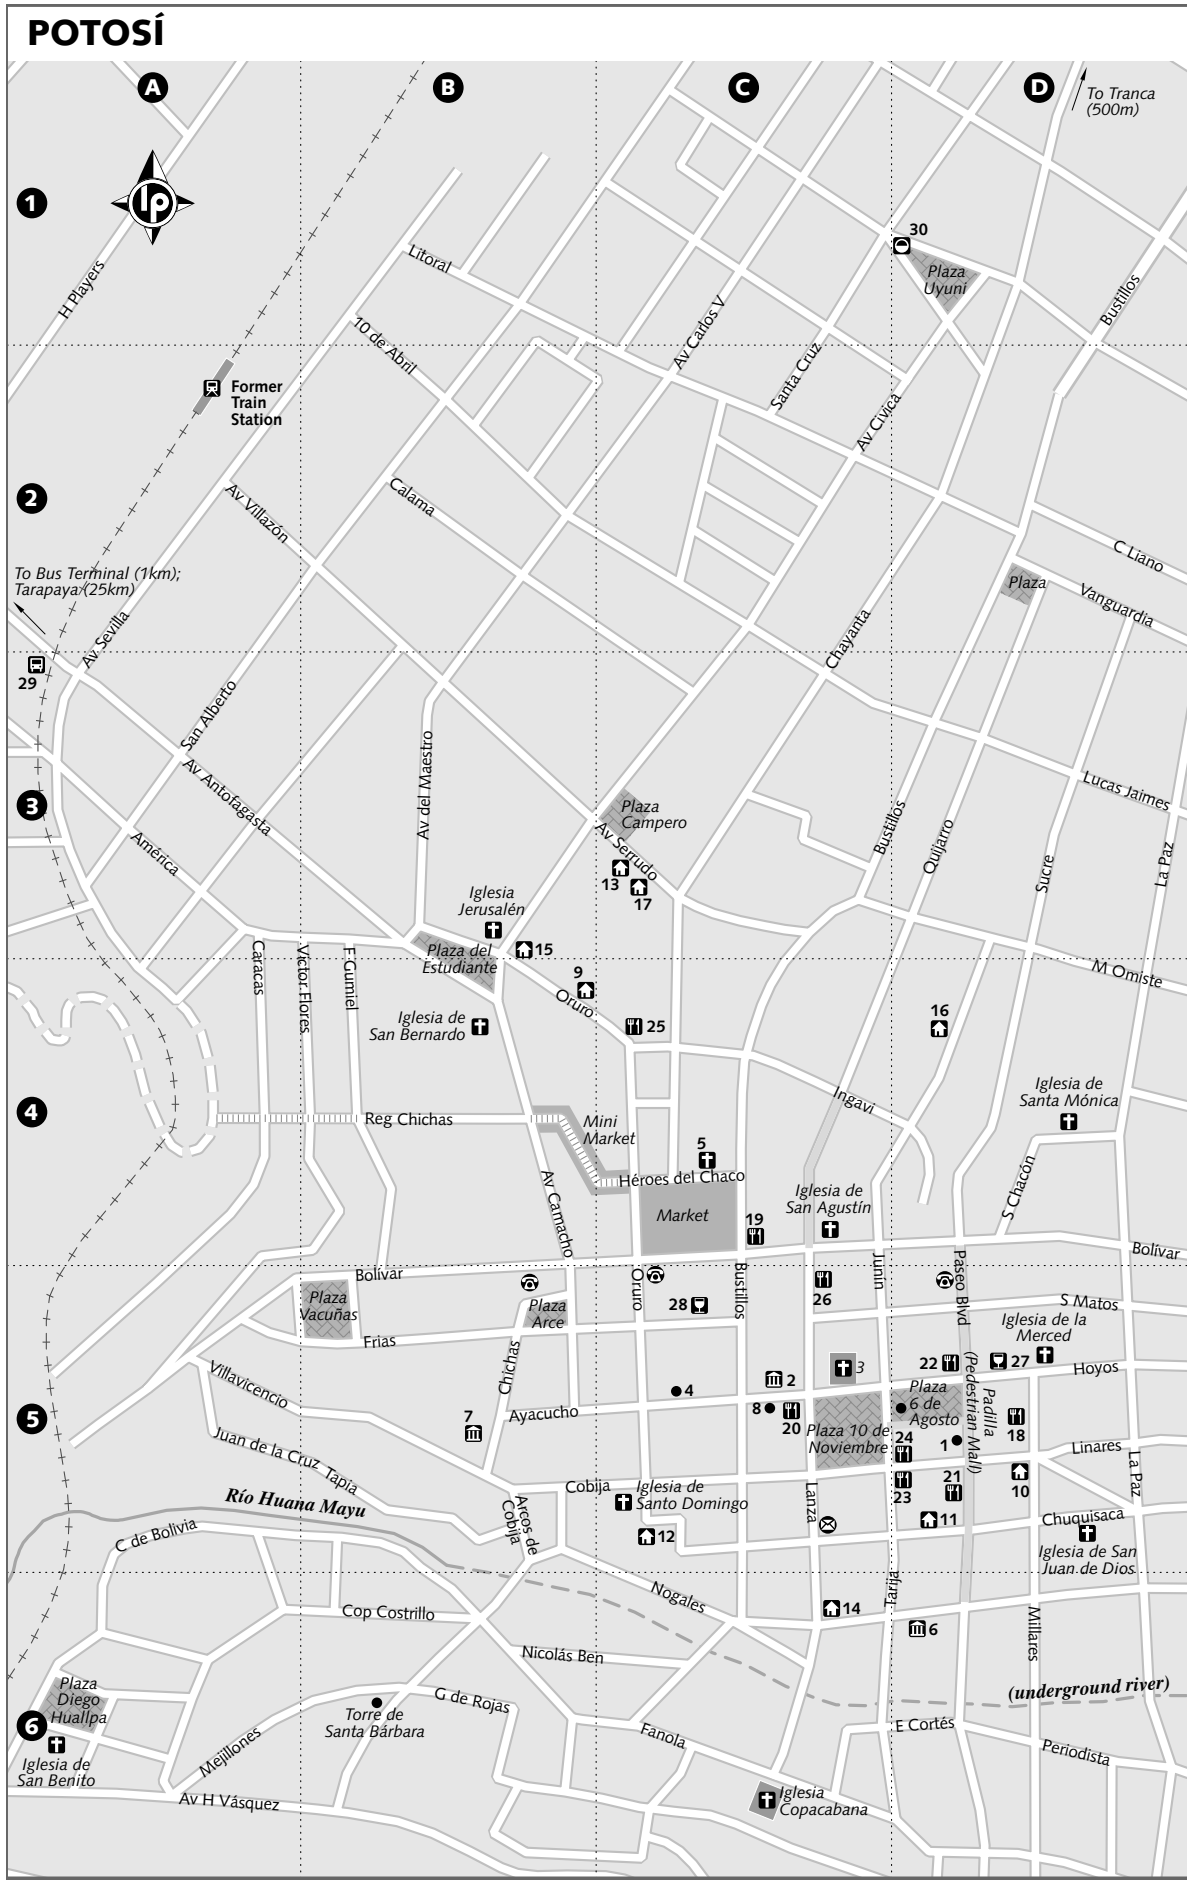 POTOSÍ
A
B
C
D
To Tranca
(500m)
lp
1
30
Plaza
Uyuni
Litoral
H Players
Bustillos
Av Carlos V
10 de Abril
Santa Cruz
Former
Train
Station
Av Civica
2
Av Villazón
Calama
C Liano
To Bus Terminal (1km);
Tarapaya (25km)
Plaza
Vanguardia
Av Sevilla
Chayanta
29
San Alberto
Av del Maestro
Av Antofagasta
Lucas Jaimes
3
Plaza
Campero
Bustillos
Quijarro
América
Av Serrudo
Sucre
La Paz
13
17
Iglesia
Jerusalén
15
Plaza del
Estudiante
Caracas
Victor Flores
F Gumiel
9
Oruro
M Omiste
Iglesia de
San Bernardo
25
16
4
Reg Chichas
Mini
Market
Ingavi
Iglesia de
Santa Mónica
5
Héroes del Chaco
Av Camacho
Market
19
Iglesia de
San Agustín
S Chacón
Bolívar
Bolívar
Oruro
Bustillos
Junin
Paseo Blvd
Plaza
Vacuñas
Plaza
Arce
28
26
S Matos
Frias
Iglesia de la
Merced
Chichas
3
22
27
Hoyos
Villavicencio
2
4
(Pedestrian Mall)
Padilla
Plaza
6 de
Agosto
5
7
Ayacucho
8
20
Plaza 10 de
Noviembre
24
1
18
Linares
Juan de la Cruz Tapia
Cobija
Iglesia de
Santo Domingo
Lanza
23
21
10
La Paz
Río Huana Mayu
Arcos de
Cobija
11
Chuquisaca
C de Bolivia
12
Iglesia de San
Juan de Dios
Nogales
Tarija
Cop Costrillo
14
6
Millares
Nicolás Ben
Plaza
Diego
Huallpa
(underground river)
6
Torre de
Santa Bárbara
G de Rojas
E Cortés
Iglesia de
San Benito
Mejillones
Fanola
Periodista
Av H Vásquez
Iglesia
Copacabana